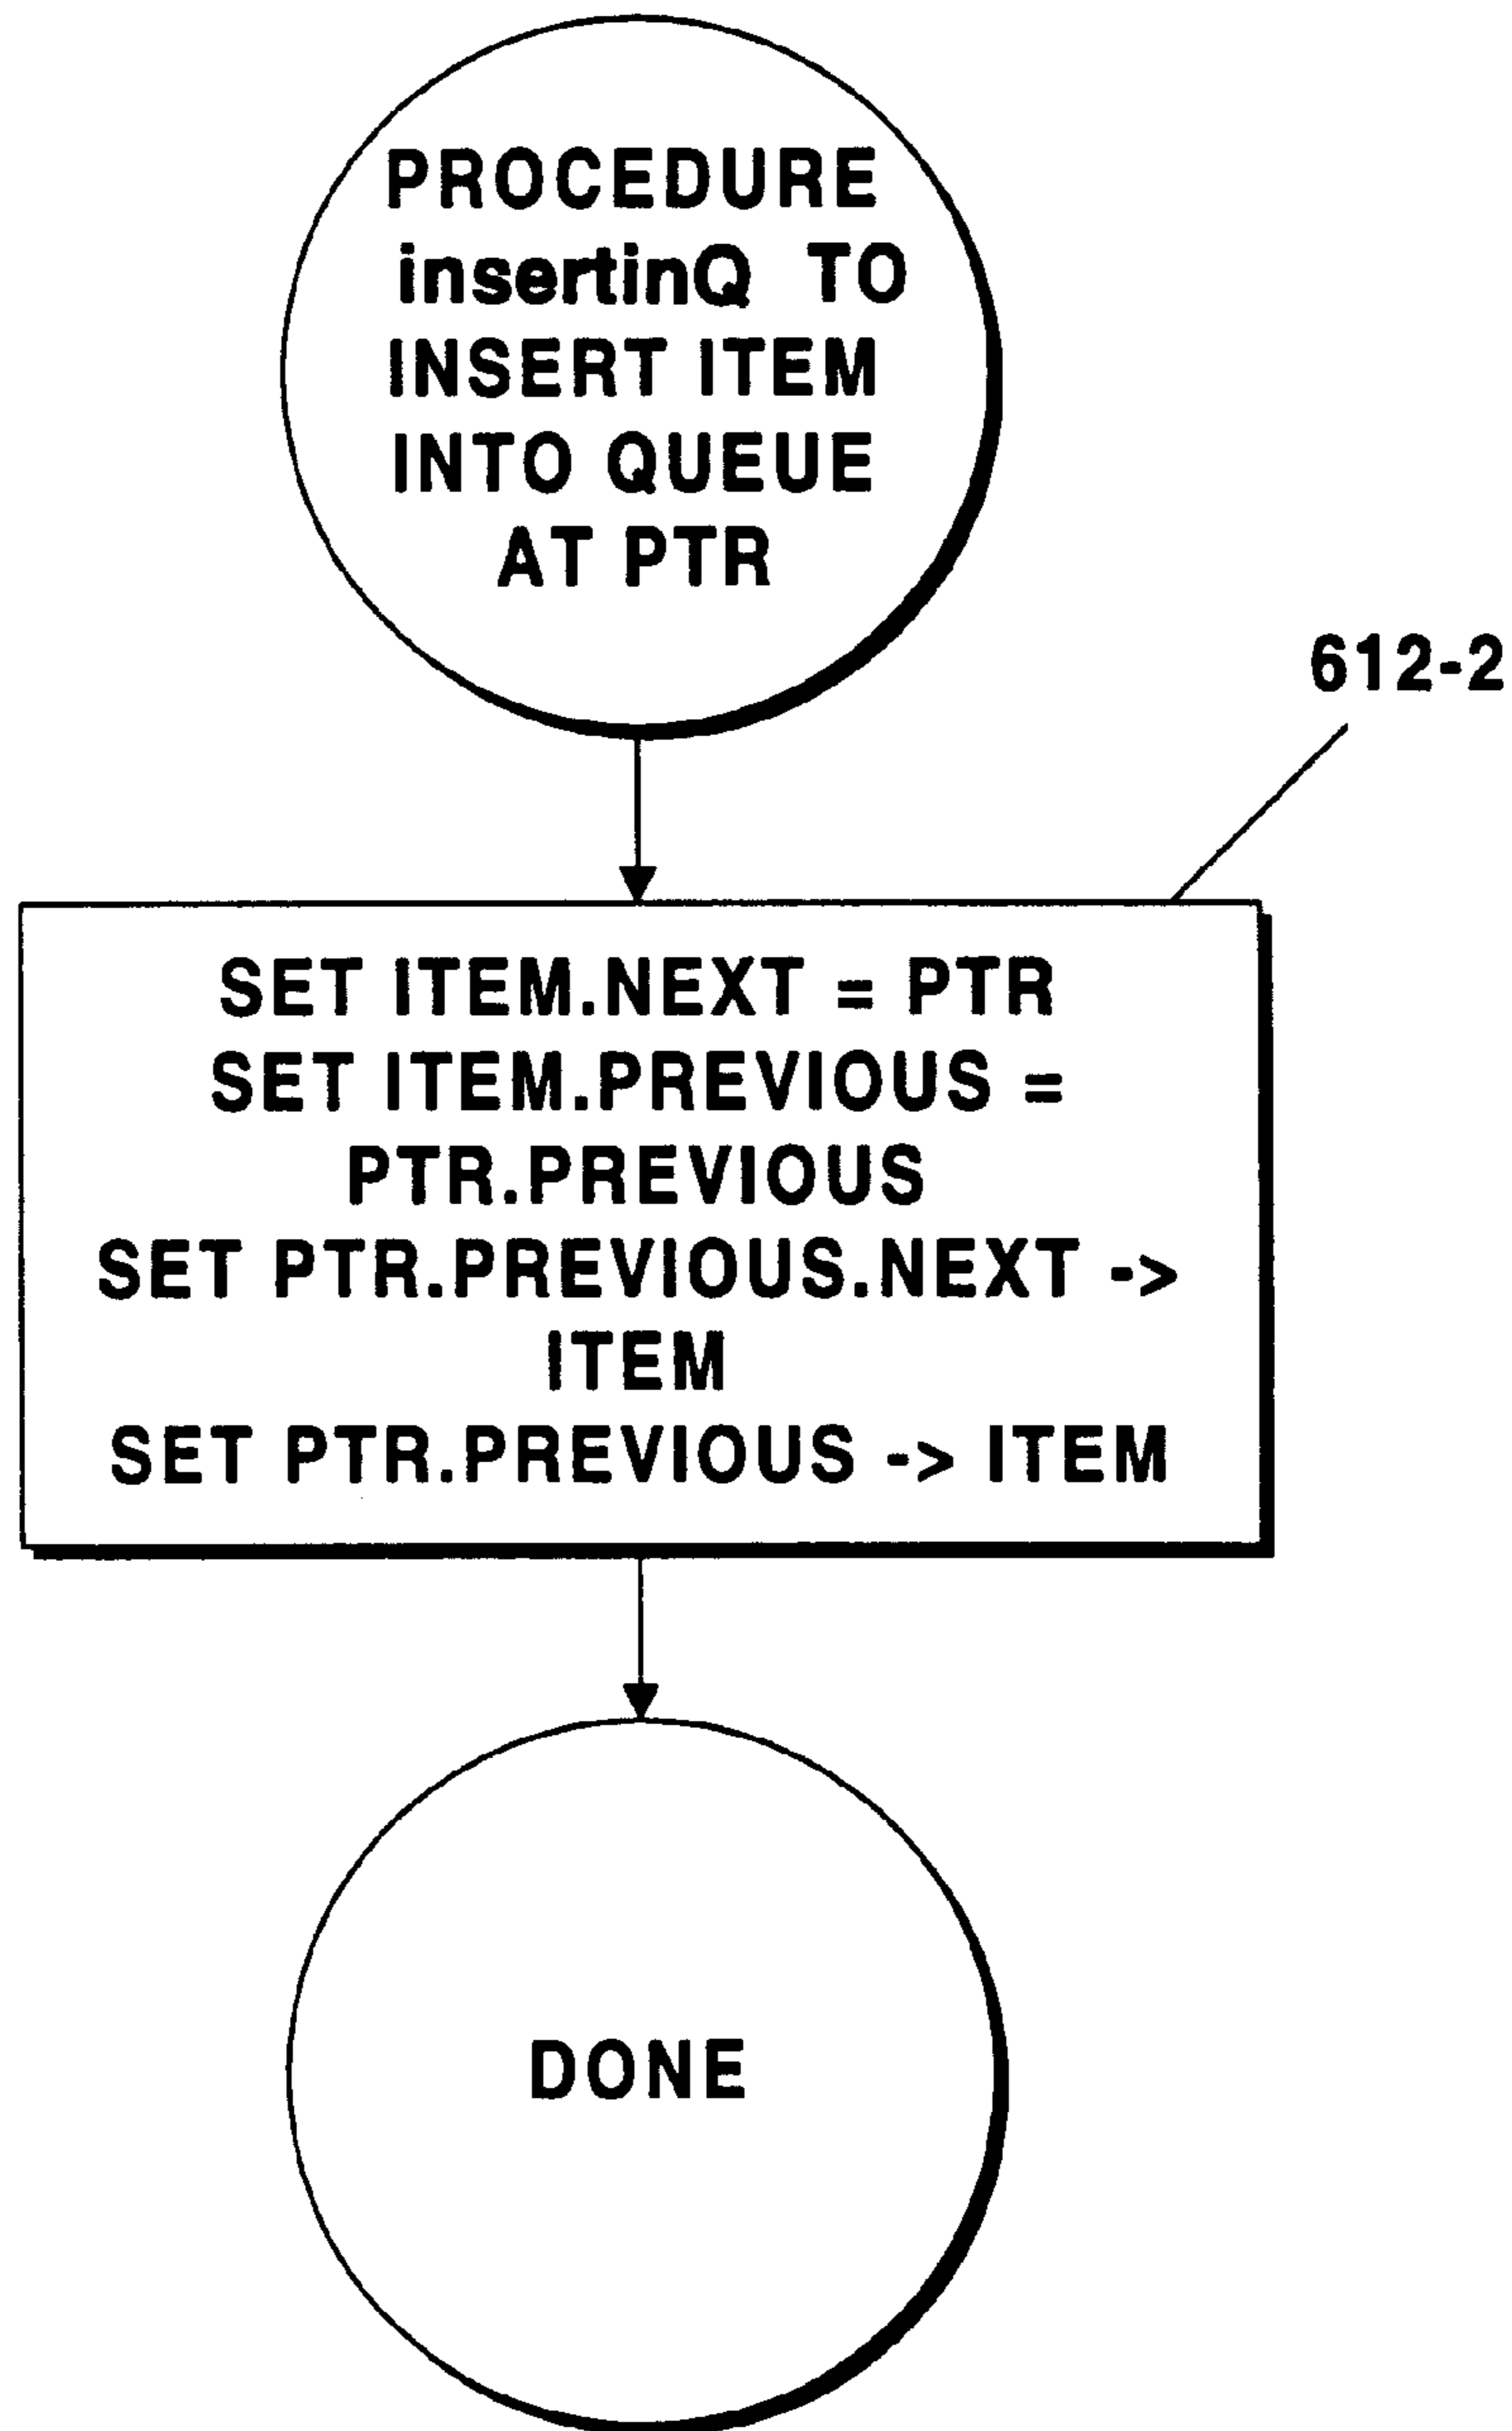 PROCEDURE
insertinQ TO
INSERT ITEM
INTO QUEUE
AT PTR
612-2
SET ITEM.NEXT = PTR
SET ITEM.PREVIOUS =
PTR.PREVIOUS
SET PTR.PREVIOUS.NEXT ->
ITEM
SET PTR.PREVIOUS -> ITEM
DONE